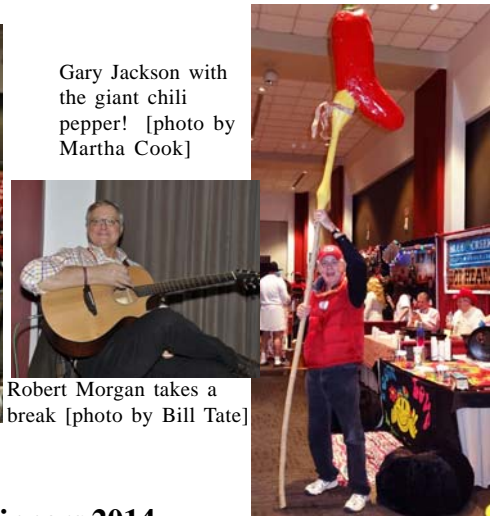 Gary Jackson with
the giant chili
pepper!  [photo by
Martha Cook]
Robert Morgan takes a
break [photo by Bill Tate]
2014